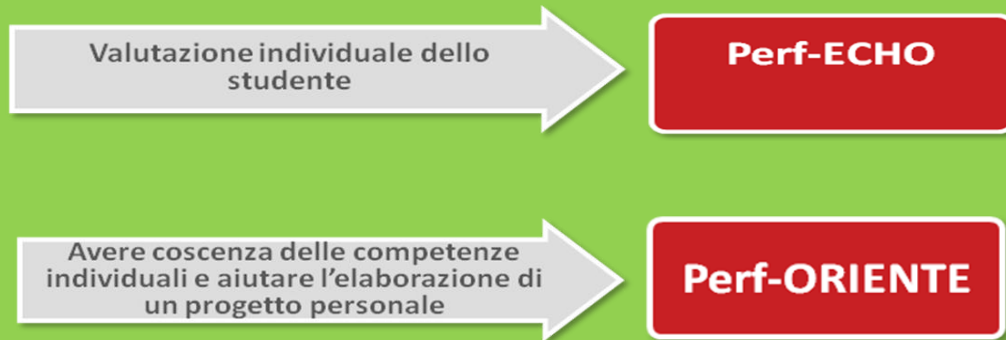 Valutazione individuale dello
studente
Perf-ECHO
Avere coscenza delle competenze
individuali e aiutare l'elaborazione di
un progetto personale
Perf-ORIENTE